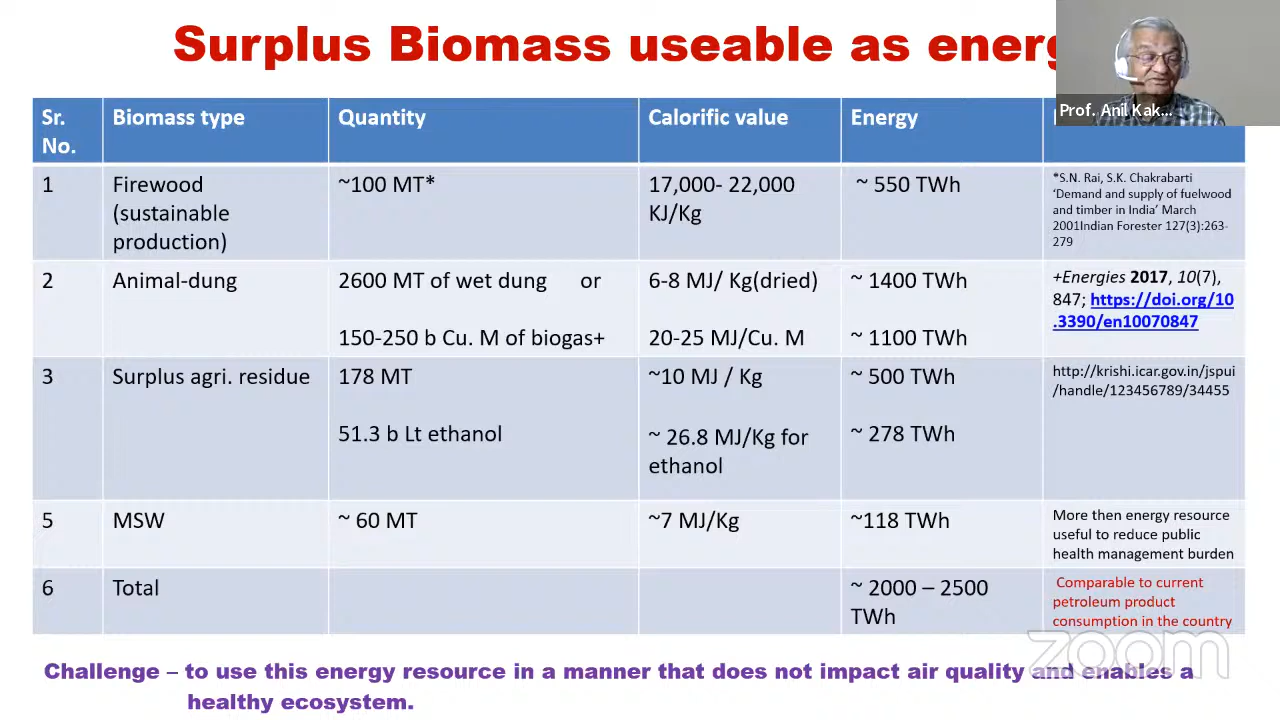 Surplus Biomass useable as energ
Prof. Anil Kak...
Sr. No.
Biomass type
Quantity
Calorific value
Energy
1
Firewood
(sustainable
production)
~100 MT*
17,000- 22,000
KJ/Kg
~ 550 TWh
*S.N. Rai, S.K. Chakrabarti
‘Demand and supply of fuelwood
and timber in India’ March
2001Indian Forester 127(3):263-
279
2
Animal-dung
2600 MT of wet dung or
150-250 b Cu. M of biogas+
6-8 MJ/ Kg(dried)
20-25 MJ/Cu. M
~ 1400 TWh
~ 1100 TWh
+Energies 2017, 10(7),
847; https://doi.org/10
.3390/en10070847
3
Surplus agri. residue
178 MT
51.3 b Lt ethanol
~10 MJ / Kg
~ 26.8 MJ/Kg for
ethanol
~ 500 TWh
~ 278 TWh
http://krishi.icar.gov.in/jspui
/handle/123456789/34455
5
MSW
~ 60 MT
~7 MJ/Kg
~118 TWh
More then energy resource
useful to reduce public
health management burden
6
Total
~ 2000 – 2500
TWh
Comparable to current
petroleum product
consumption in the country
zoom
Challenge – to use this energy resource in a manner that does not impact air quality and enables a
healthy ecosystem.